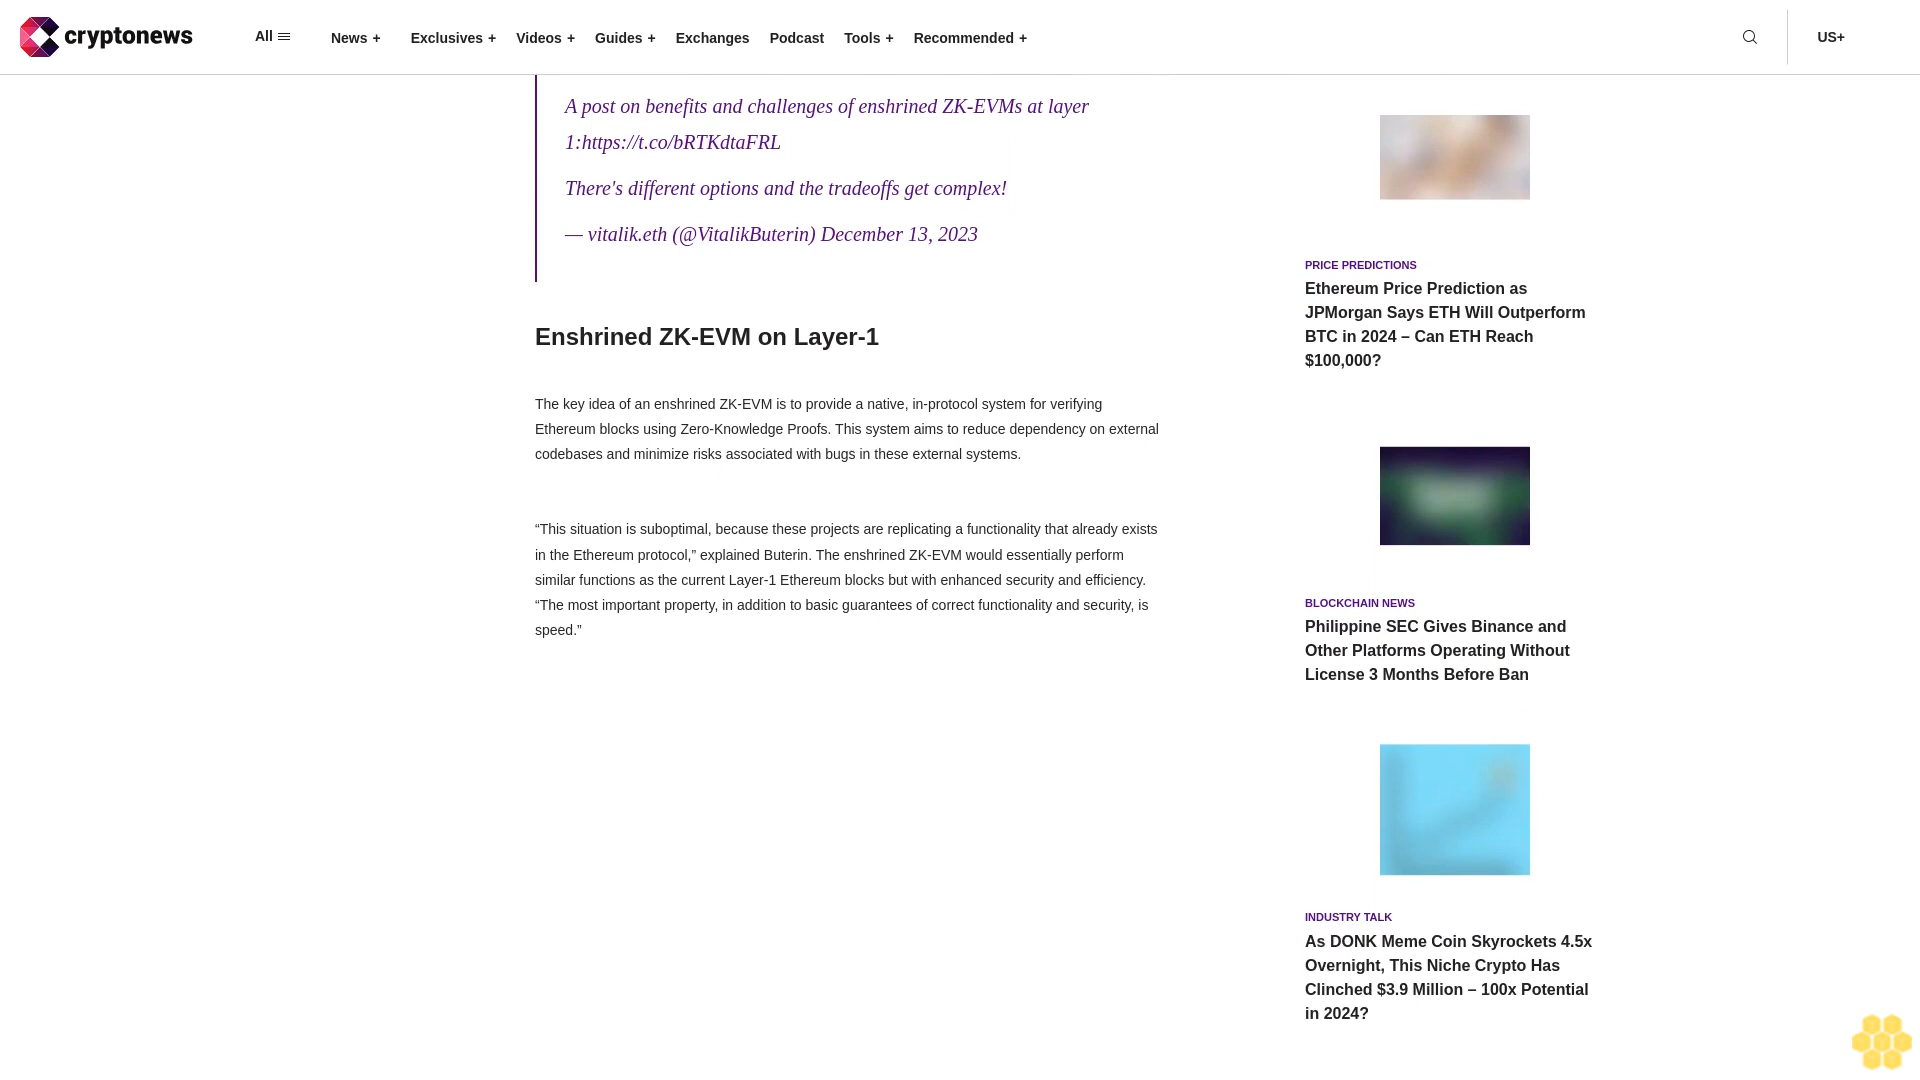 cryptonews
All
News +
Exclusives +
Videos +
Guides +
Exchanges
Podcast
Tools +
Recommended +
US+
A post on benefits and challenges of enshrined ZK-EVMs at layer
1:https://t.co/bRTKdtaFRL
There's different options and the tradeoffs get complex!
— vitalik.eth (@VitalikButerin) December 13, 2023
Enshrined ZK-EVM on Layer-1
The key idea of an enshrined ZK-EVM is to provide a native, in-protocol system for verifying
Ethereum blocks using Zero-Knowledge Proofs. This system aims to reduce dependency on external
codebases and minimize risks associated with bugs in these external systems.
“This situation is suboptimal, because these projects are replicating a functionality that already exists
in the Ethereum protocol,” explained Buterin. The enshrined ZK-EVM would essentially perform
similar functions as the current Layer-1 Ethereum blocks but with enhanced security and efficiency.
“The most important property, in addition to basic guarantees of correct functionality and security, is
speed.”
PRICE PREDICTIONS
Ethereum Price Prediction as
JPMorgan Says ETH Will Outperform
BTC in 2024 – Can ETH Reach
$100,000?
BLOCKCHAIN NEWS
Philippine SEC Gives Binance and
Other Platforms Operating Without
License 3 Months Before Ban
INDUSTRY TALK
As DONK Meme Coin Skyrockets 4.5x
Overnight, This Niche Crypto Has
Clinched $3.9 Million – 100x Potential
in 2024?